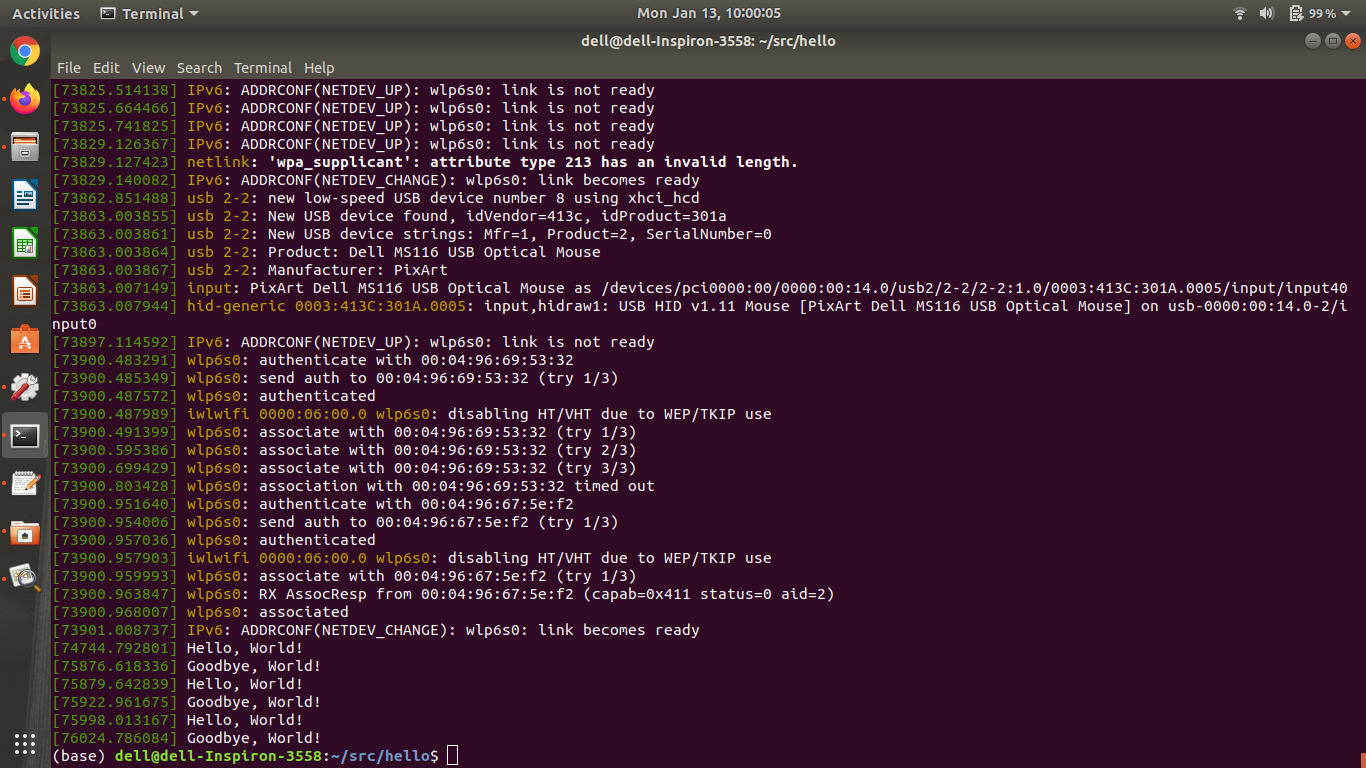 Activities Terminal Mon Jan 13, 10:00:05 99%
dell@dell-Inspiron-3558: ~/src/hello
File Edit View Search Terminal Help
[73825.514138] IPv6: ADDRCONF(NETDEV_UP): wlp6s0: link is not ready
[73825.664466] IPv6: ADDRCONF(NETDEV_UP): wlp6s0: link is not ready
[73825.741825] IPv6: ADDRCONF(NETDEV_UP): wlp6s0: link is not ready
[73829.126367] IPv6: ADDRCONF(NETDEV_UP): wlp6s0: link is not ready
[73829.127423] netlink: 'wpa_supplicant': attribute type 213 has an invalid length.
[73829.140082] IPv6: ADDRCONF(NETDEV_CHANGE): wlp6s0: link becomes ready
[73862.851488] usb 2-2: new low-speed USB device number 8 using xhci_hcd
[73863.003855] usb 2-2: New USB device found, idVendor=413c, idProduct=301a
[73863.003861] usb 2-2: New USB device strings: Mfr=1, Product=2, SerialNumber=0
[73863.003864] usb 2-2: Product: Dell MS116 USB Optical Mouse
[73863.003867] usb 2-2: Manufacturer: PixArt
[73863.007149] input: PixArt Dell MS116 USB Optical Mouse as /devices/pci0000:00/0000:00:14.0/usb2/2-2/2-2:1.0/0003:413C:301A.0005/input/input40
[73863.007944] hid-generic 0003:413C:301A.0005: input,hidraw1: USB HID v1.11 Mouse [PixArt Dell MS116 USB Optical Mouse] on usb-0000:00:14.0-2/i
nput0
[73897.114592] IPv6: ADDRCONF(NETDEV_UP): wlp6s0: link is not ready
[73900.483291] wlp6s0: authenticate with 00:04:96:69:53:32
[73900.485349] wlp6s0: send auth to 00:04:96:69:53:32 (try 1/3)
[73900.487572] wlp6s0: authenticated
[73900.487989] iwlwifi 0000:06:00.0 wlp6s0: disabling HT/VHT due to WEP/TKIP use
[73900.491399] wlp6s0: associate with 00:04:96:69:53:32 (try 1/3)
[73900.595386] wlp6s0: associate with 00:04:96:69:53:32 (try 2/3)
[73900.699429] wlp6s0: associate with 00:04:96:69:53:32 (try 3/3)
[73900.803428] wlp6s0: association with 00:04:96:69:53:32 timed out
[73900.951640] wlp6s0: authenticate with 00:04:96:67:5e:f2
[73900.954006] wlp6s0: send auth to 00:04:96:67:5e:f2 (try 1/3)
[73900.957036] wlp6s0: authenticated
[73900.957903] iwlwifi 0000:06:00.0 wlp6s0: disabling HT/VHT due to WEP/TKIP use
[73900.959993] wlp6s0: associate with 00:04:96:67:5e:f2 (try 1/3)
[73900.963847] wlp6s0: RX AssocResp from 00:04:96:67:5e:f2 (capab=0x411 status=0 aid=2)
[73900.968007] wlp6s0: associated
[73901.008737] IPv6: ADDRCONF(NETDEV_CHANGE): wlp6s0: link becomes ready
[74744.792801] Hello, World!
[75876.618336] Goodbye, World!
[75879.642839] Hello, World!
[75922.961675] Goodbye, World!
[75998.013167] Hello, World!
[76024.786084] Goodbye, World!
(base) dell@dell-Inspiron-3558:~/src/hello$